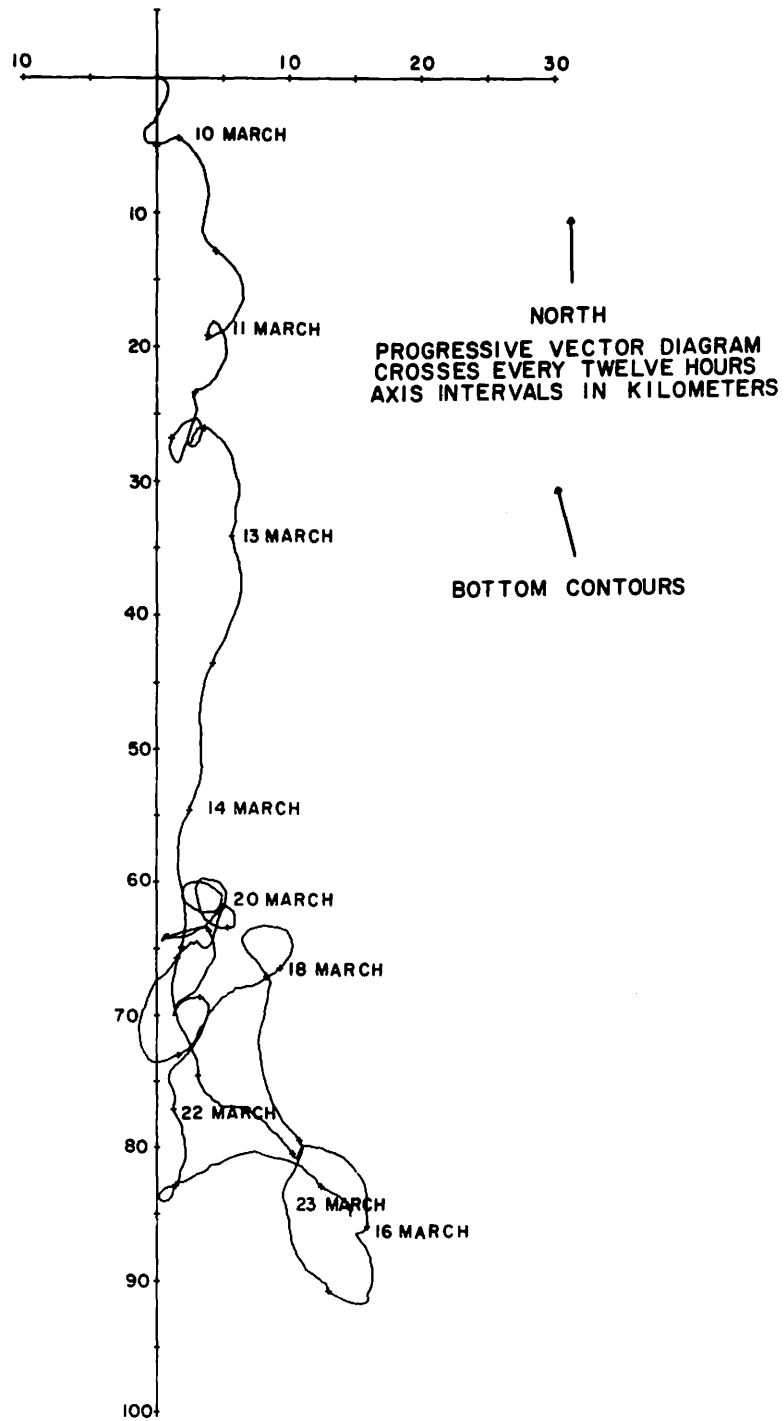 10 10 20 30
10 MARCH
10
11 MARCH
20
NORTH
PROGRESSIVE VECTOR DIAGRAM
CROSSES EVERY TWELVE HOURS
AXIS INTERVALS IN KILOMETERS
30
13 MARCH
BOTTOM CONTOURS
40
50
14 MARCH
60
20 MARCH
18 MARCH
70
22 MARCH
80
23 MARCH
16 MARCH
90
100